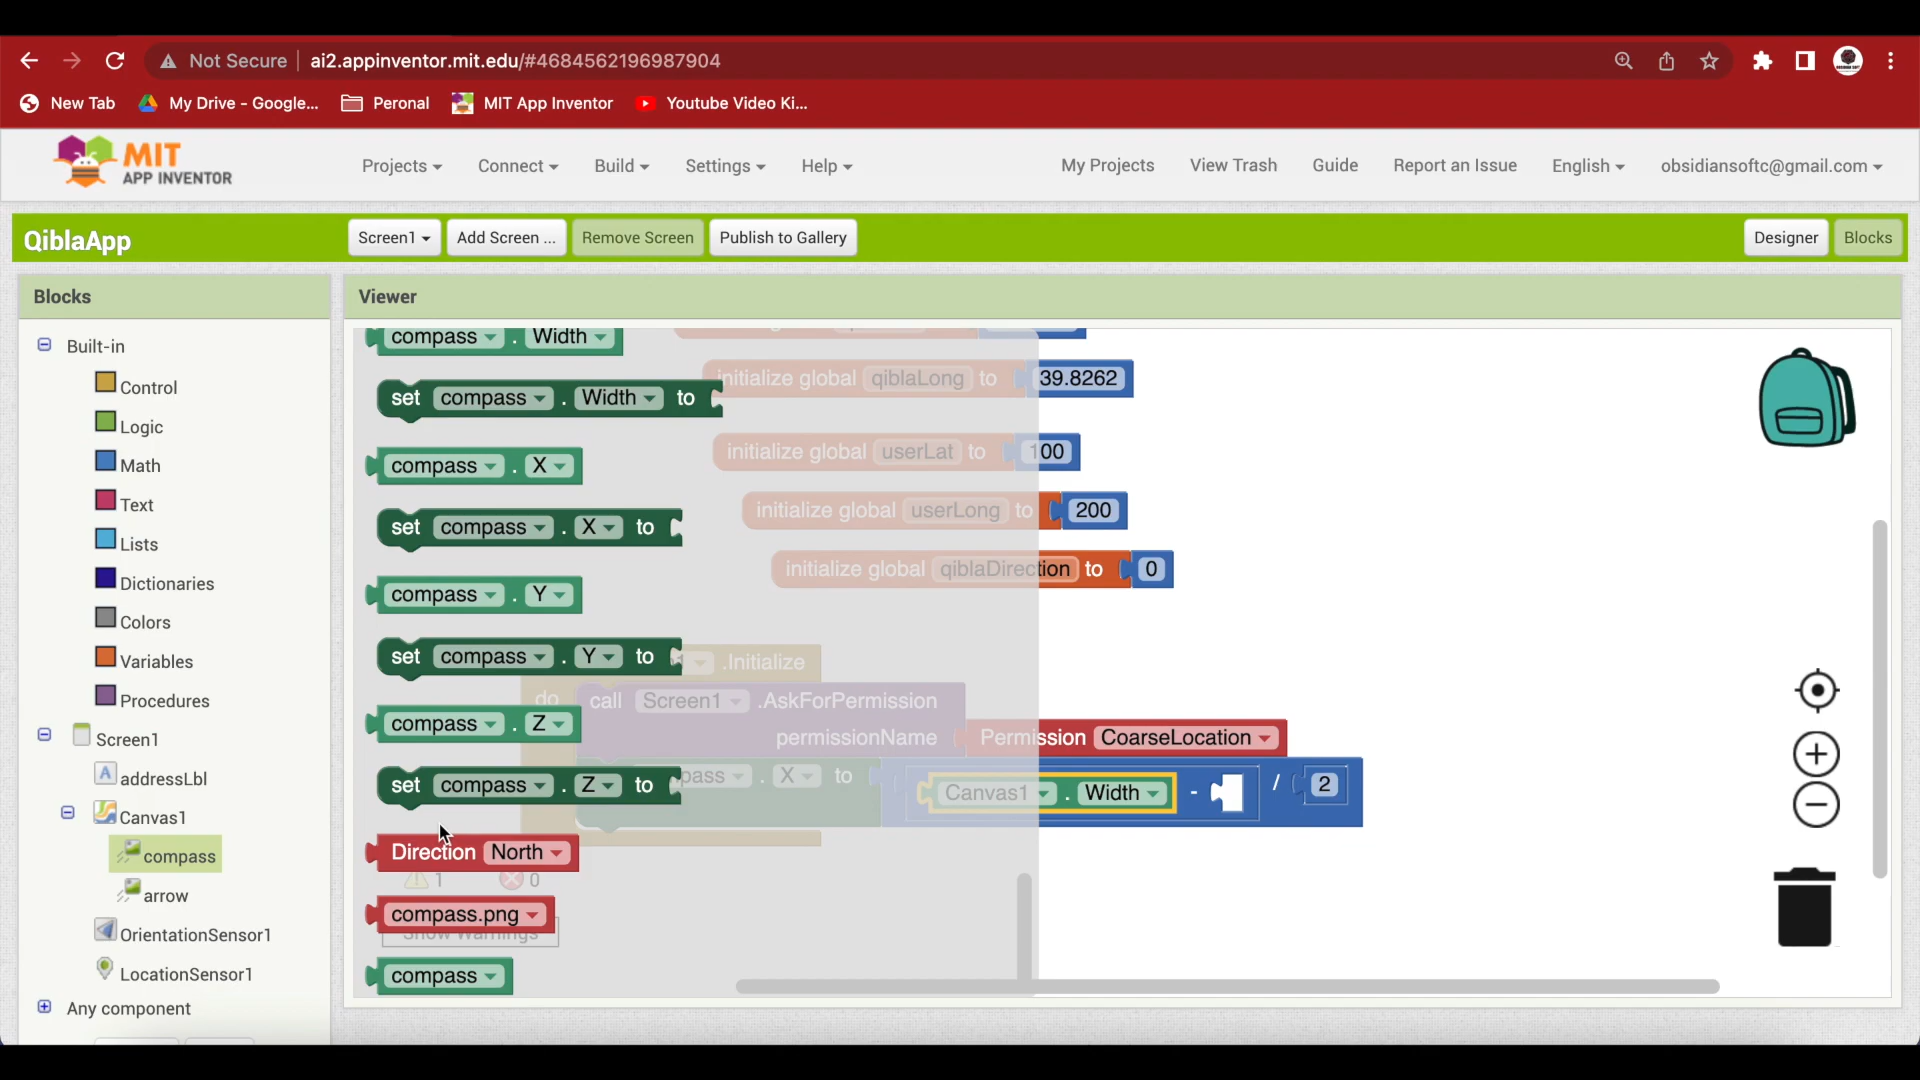 Not Secure | ai2.appinventor.mit.edu/#4684562196987904
New Tab My Drive - Google... Peronal MIT App Inventor Youtube Video Ki...
MIT
APP INVENTOR
Projects Connect Build Settings Help My Projects View Trash Guide Report an Issue English obsidiansoftc@gmail.com
QiblaApp Screen1 Add Screen ... Remove Screen Publish to Gallery Designer Blocks
Blocks
Viewer
Built-in
Control
Logic
Math
Text
Lists
Dictionaries
Colors
Variables
Procedures
Screen1
addressLbl
Canvas1
compass
arrow
OrientationSensor1
LocationSensor1
Any component
compass . Width
set compass . Width to
compass . X
set compass . X to
compass . Y
set compass . Y to
compass . Z
set compass . Z to
Direction North
compass.png
compass
initialize global qiblaLong to 39.8262
initialize global userLat to 100
initialize global userLong to 200
initialize global qiblaDirection to 0
.Initialize
do call Screen1 .AskForPermission
permissionName Permission CoarseLocation
. X to Canvas1 . Width - / 2
1 0
Show Warnings